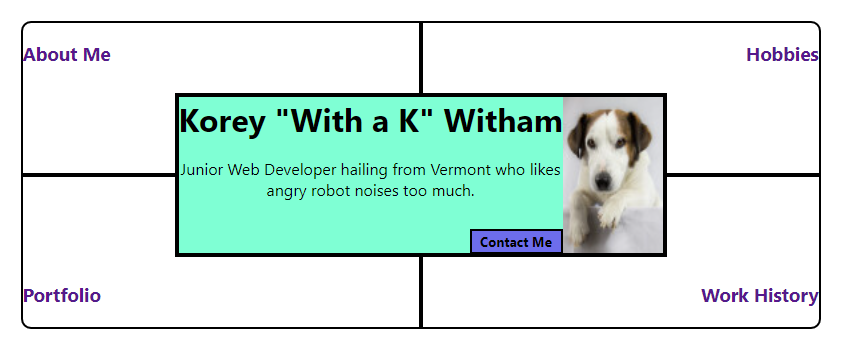 About Me
Hobbies
Korey "With a K" Witham
Junior Web Developer hailing from Vermont who likes
angry robot noises too much.
Contact Me
Portfolio
Work History